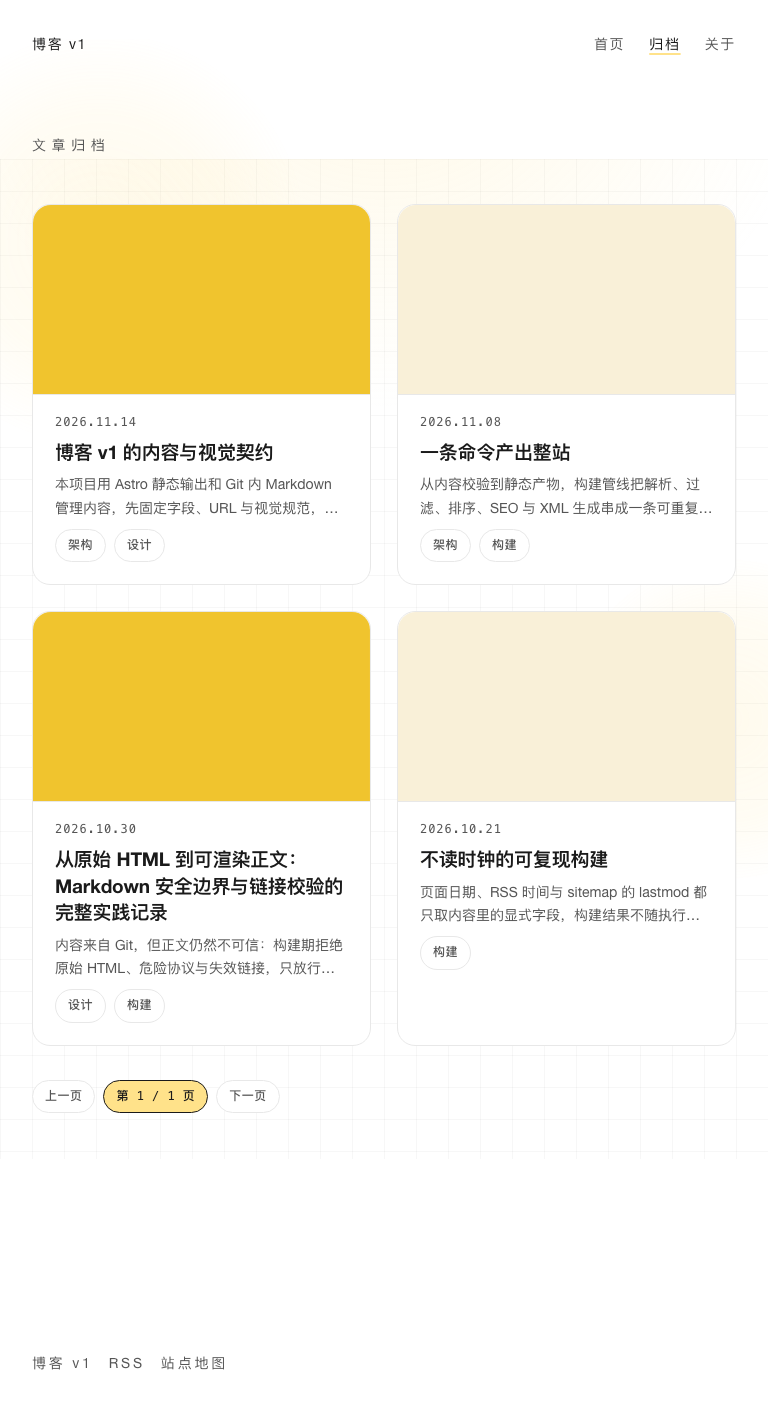 博客 v1
首页 归档 关于
文章归档
2026.11.14
博客 v1 的内容与视觉契约
本项目用 Astro 静态输出和 Git 内 Markdown
管理内容，先固定字段、URL 与视觉规范，…
架构 设计
2026.11.08
一条命令产出整站
从内容校验到静态产物，构建管线把解析、过
滤、排序、SEO 与 XML 生成串成一条可重复…
架构 构建
2026.10.30
从原始 HTML 到可渲染正文：
Markdown 安全边界与链接校验的
完整实践记录
内容来自 Git，但正文仍然不可信：构建期拒绝
原始 HTML、危险协议与失效链接，只放行…
设计 构建
2026.10.21
不读时钟的可复现构建
页面日期、RSS 时间与 sitemap 的 lastmod 都
只取内容里的显式字段，构建结果不随执行…
构建
上一页 第 1 / 1 页 下一页
博客 v1 RSS 站点地图